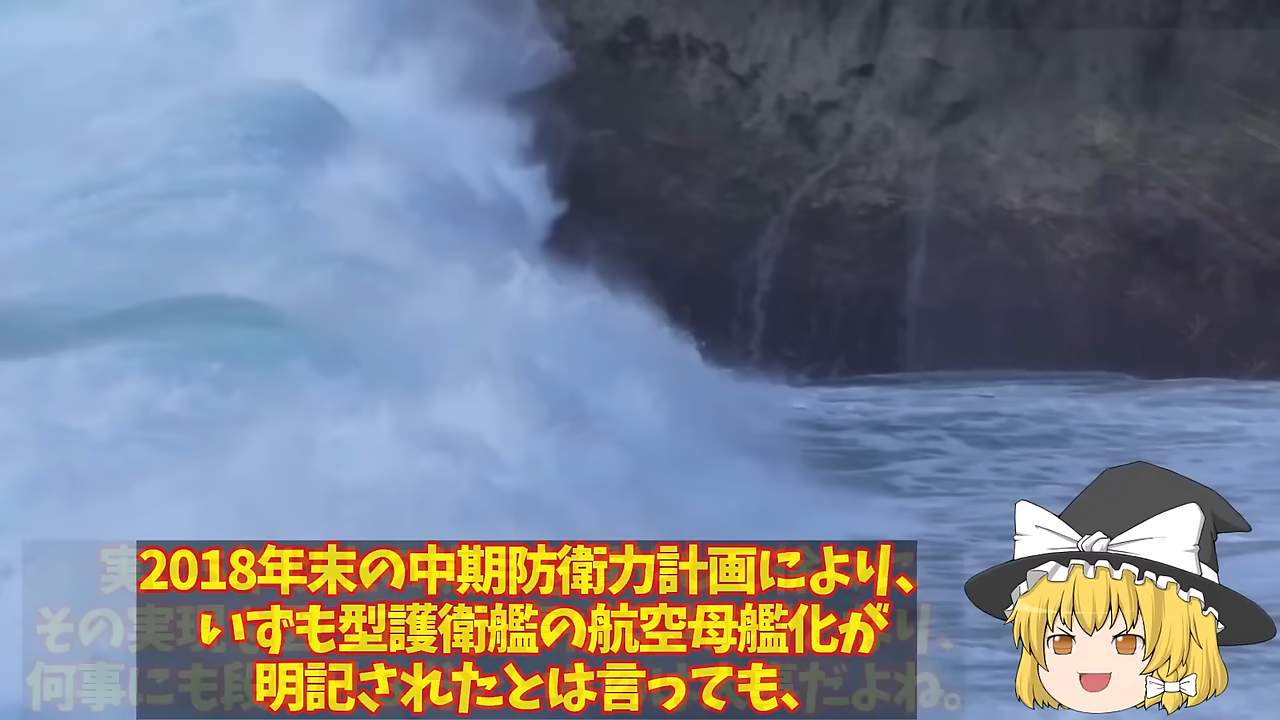 2018年末の中期防衛力計画により、
いずも型護衛艦の航空母艦化が
明記されたとは言っても、